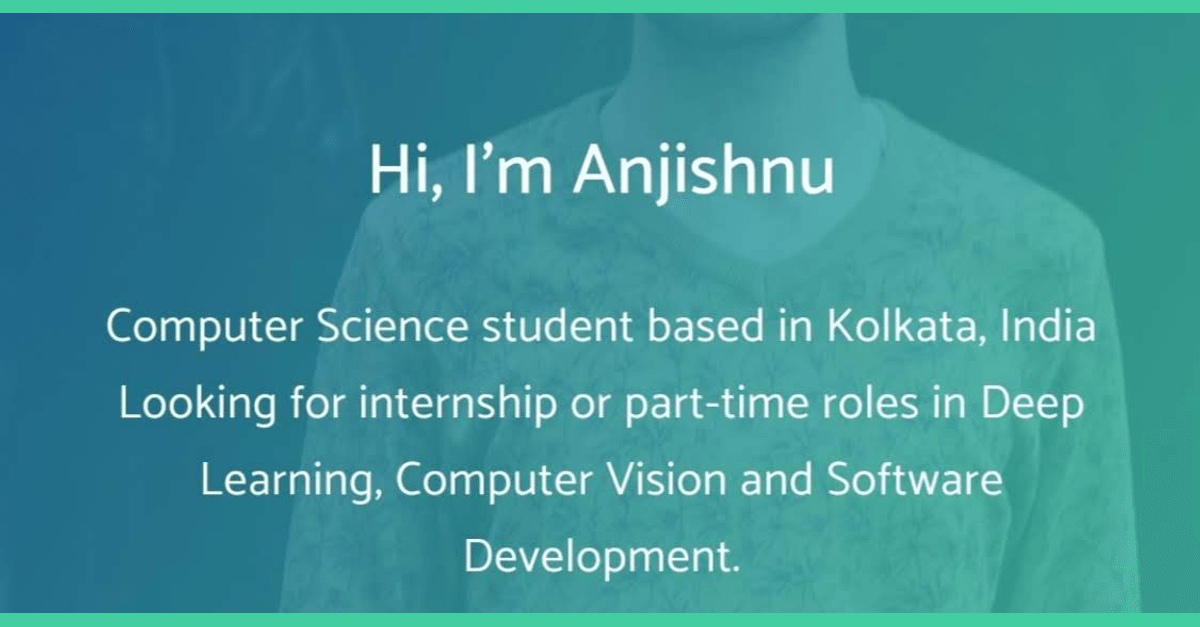 Hi, I'm Anjishnu
Computer Science student based in Kolkata, India
Looking for internship or part-time roles in Deep
Learning, Computer Vision and Software
Development.